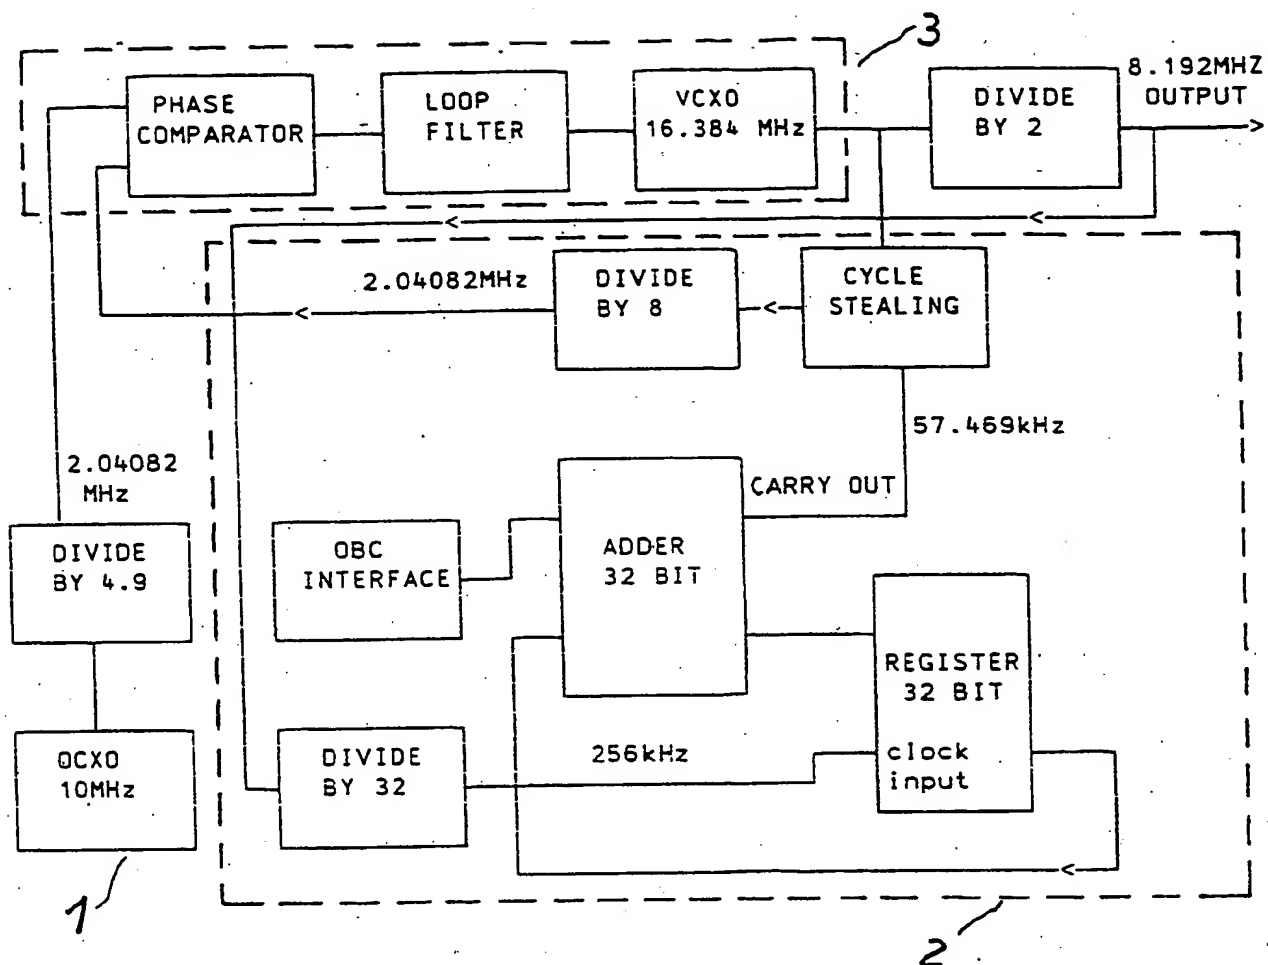 3
8.192MHZ
OUTPUT
PHASE
COMPARATOR
LOOP
FILTER
VCXO
16.384 MHz
DIVIDE
BY 2
2.04082MHz
DIVIDE
BY 8
CYCLE
STEALING
57.469kHz
2.04082
MHz
CARRY OUT
DIVIDE
BY 4.9
OBC
INTERFACE
ADDER
32 BIT
REGISTER
32 BIT
clock
input
OCXO
10MHz
DIVIDE
BY 32
256kHz
1
2